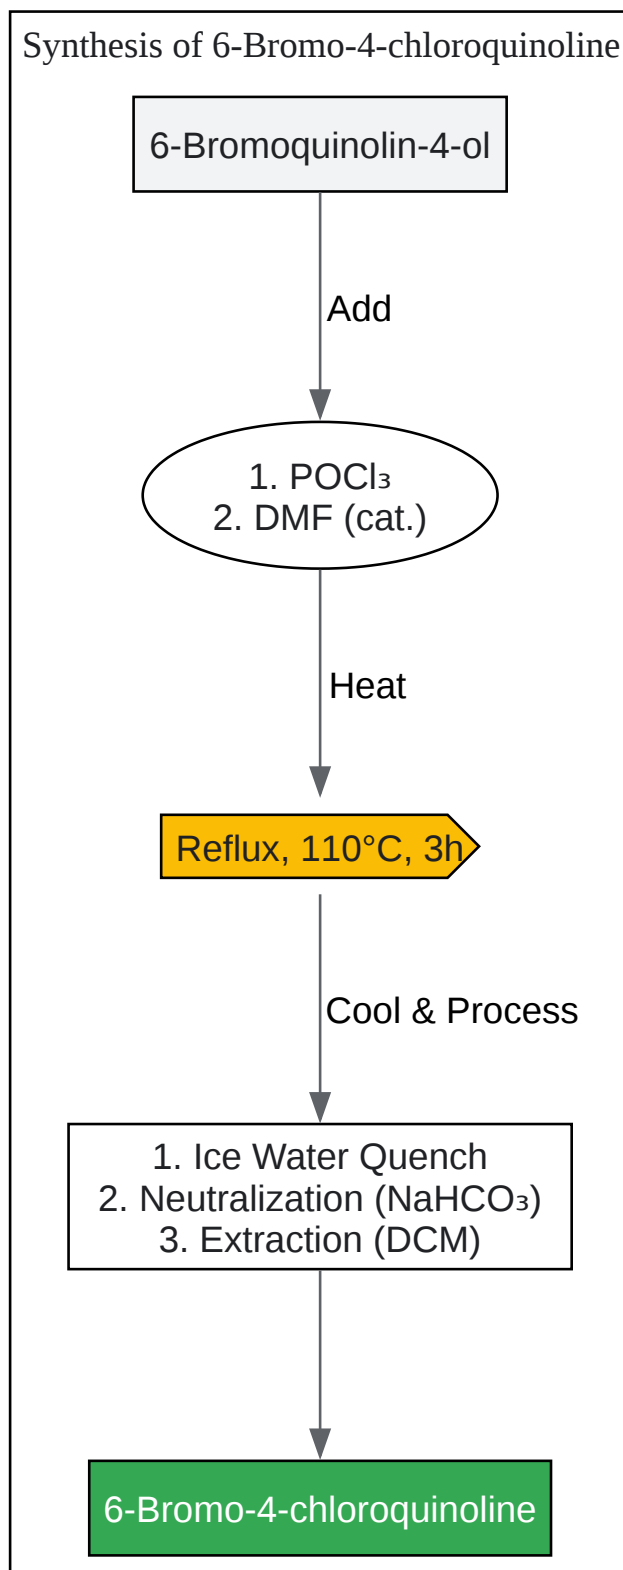 Synthesis of 6-Bromo-4-chloroquinoline
6-Bromoquinolin-4-ol
Add
1. POCl₃
2. DMF (cat.)
Heat
Reflux, 110°C, 3h
Cool & Process
1. Ice Water Quench
2. Neutralization (NaHCO₃)
3. Extraction (DCM)
6-Bromo-4-chloroquinoline